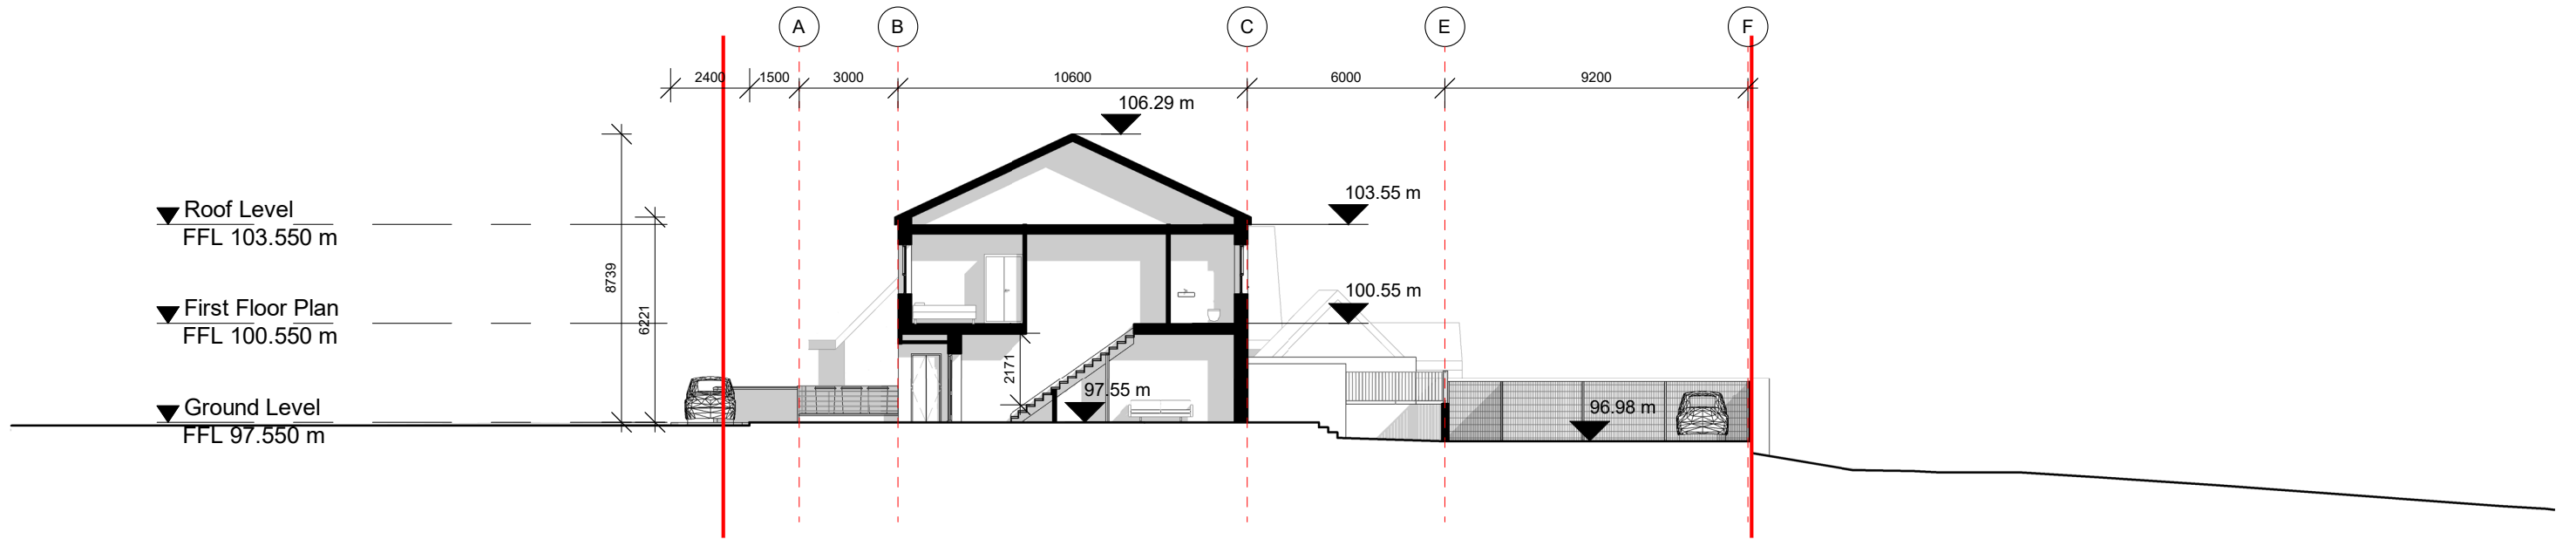 A B C E F
2400 1500 3000 10600 6000 9200
106.29 m
Roof Level
FFL 103.550 m
103.55 m
8739
6221
First Floor Plan
FFL 100.550 m
100.55 m
2171
97.55 m
Ground Level
FFL 97.550 m
96.98 m